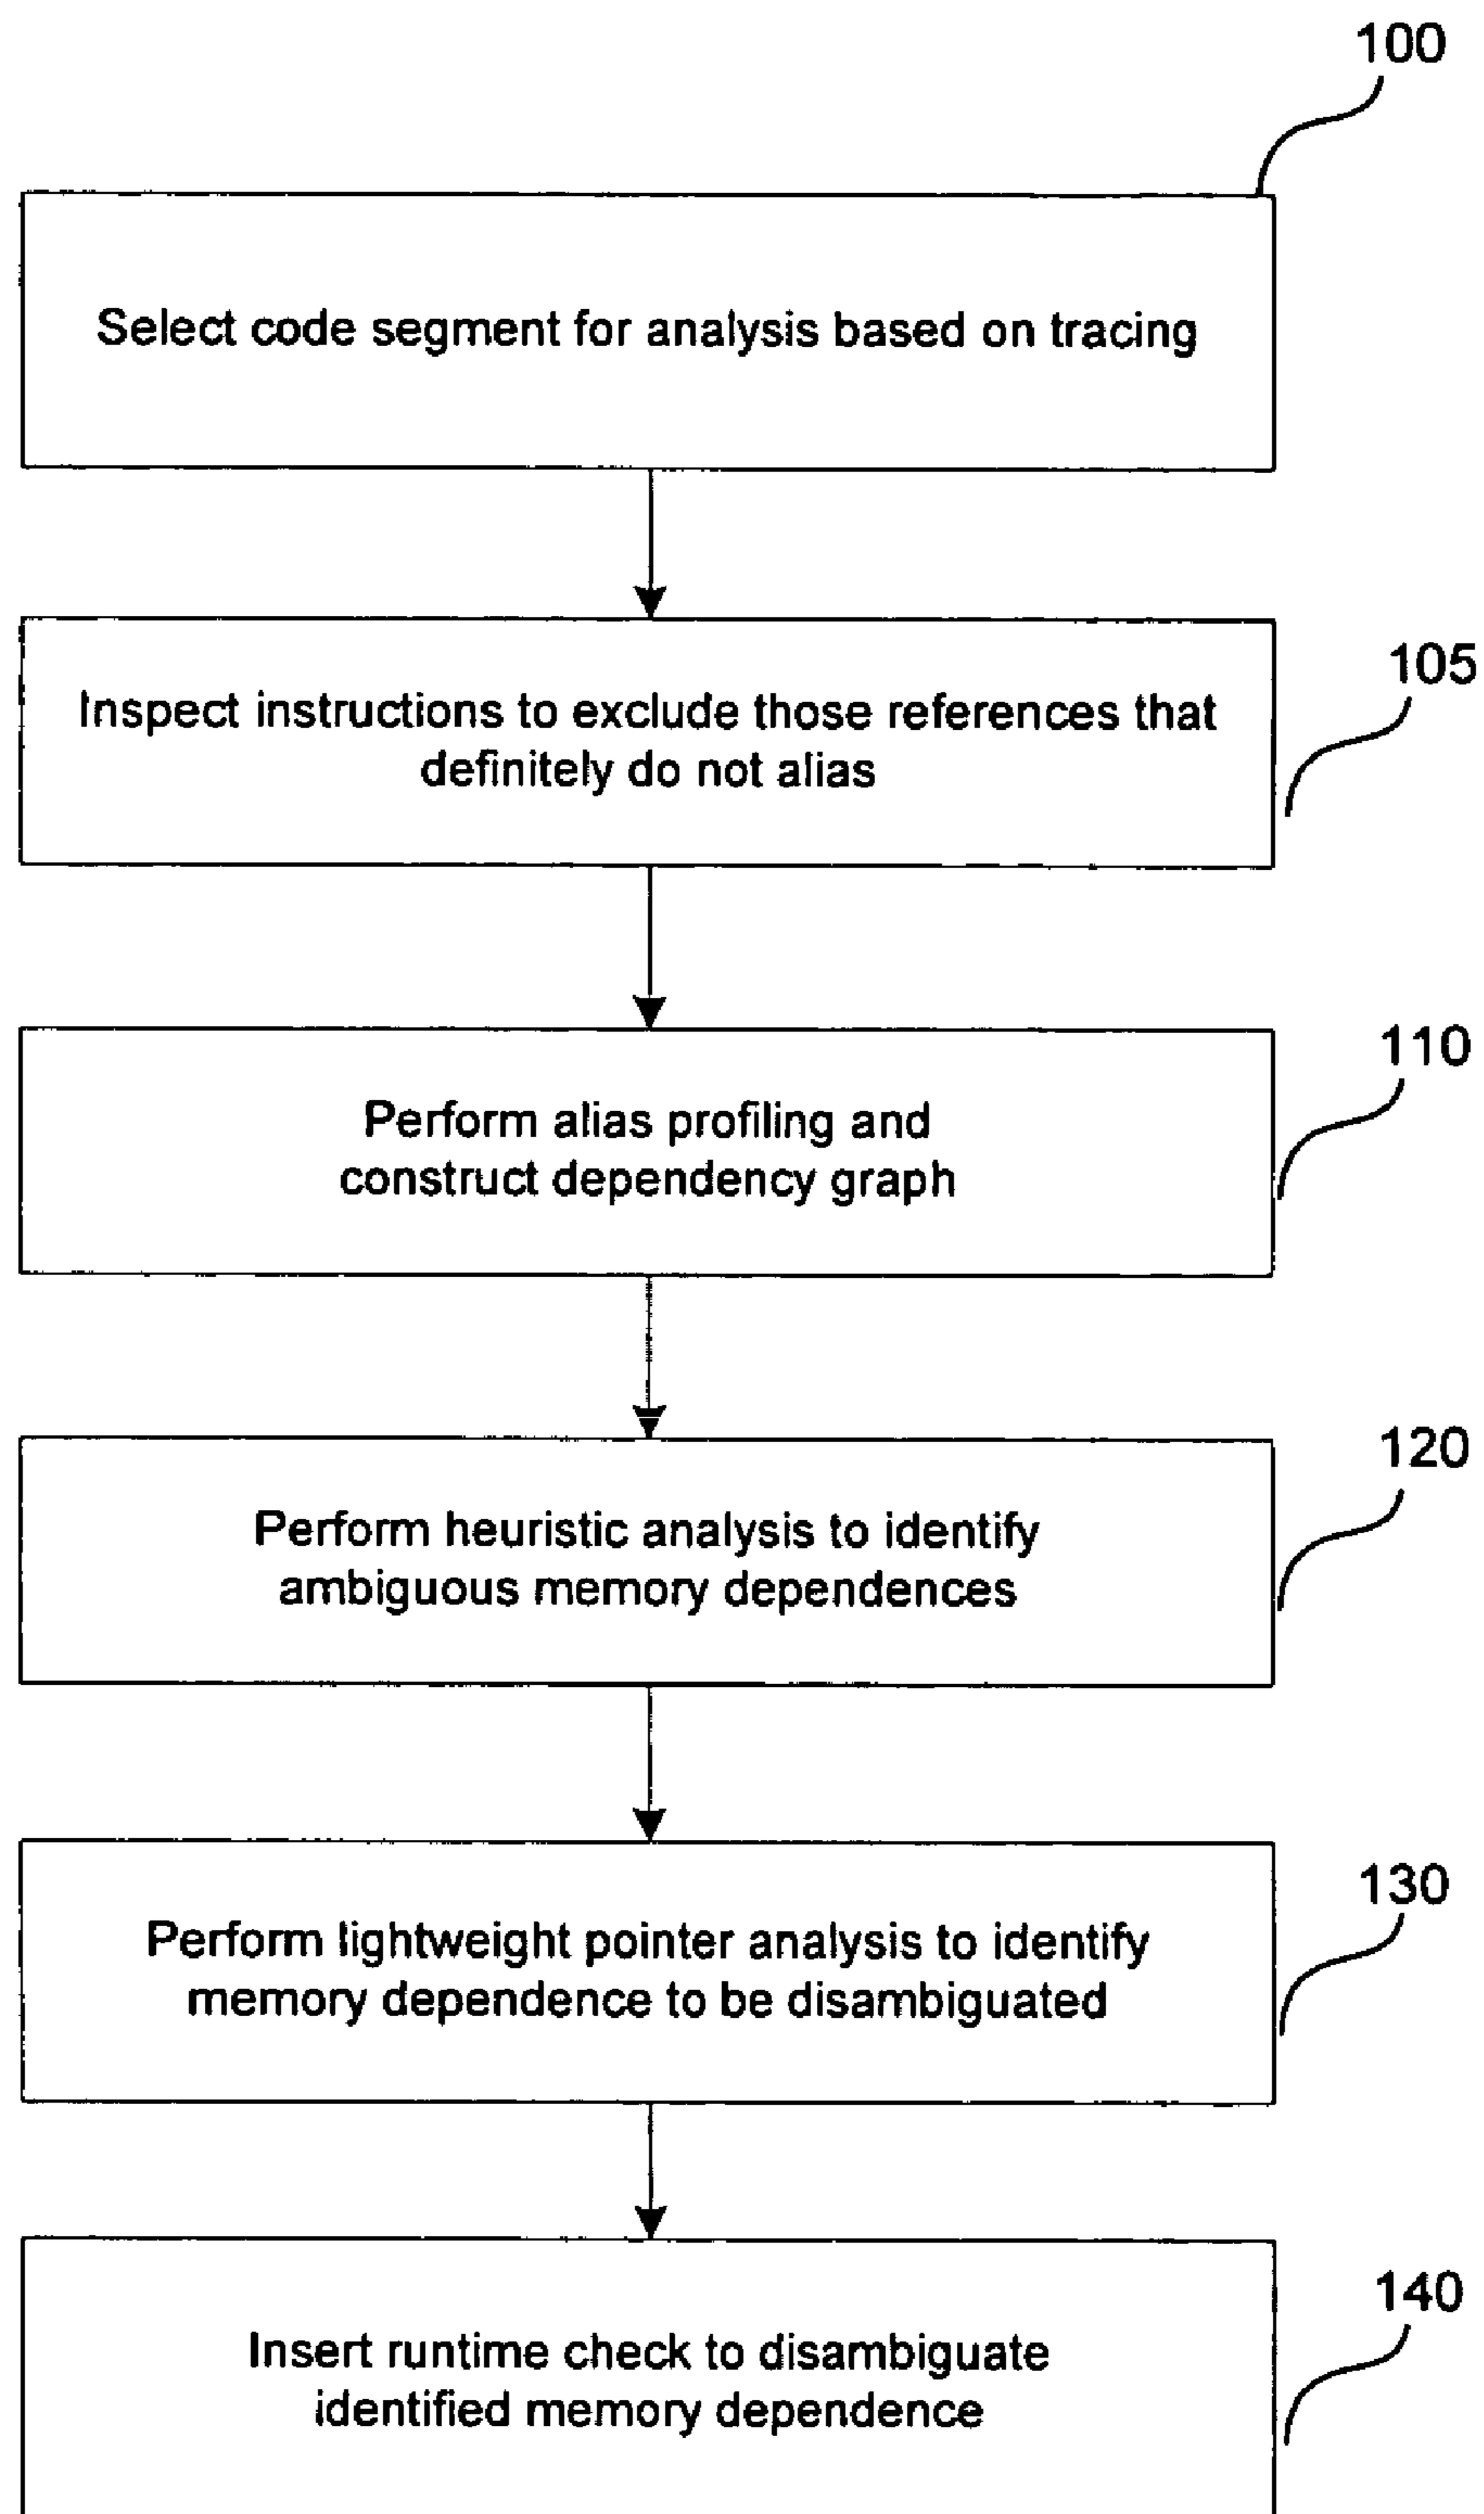 100
Select code segment for analysis based on tracing
105
Inspect instructions to exclude those references that
definitely do not alias
110
Perform alias profiling and
construct dependency graph
120
Perform heuristic analysis to identify
ambiguous memory dependences
130
Perform lightweight pointer analysis to identify
memory dependence to be disambiguated
140
Insert runtime check to disambiguate
identified memory dependence